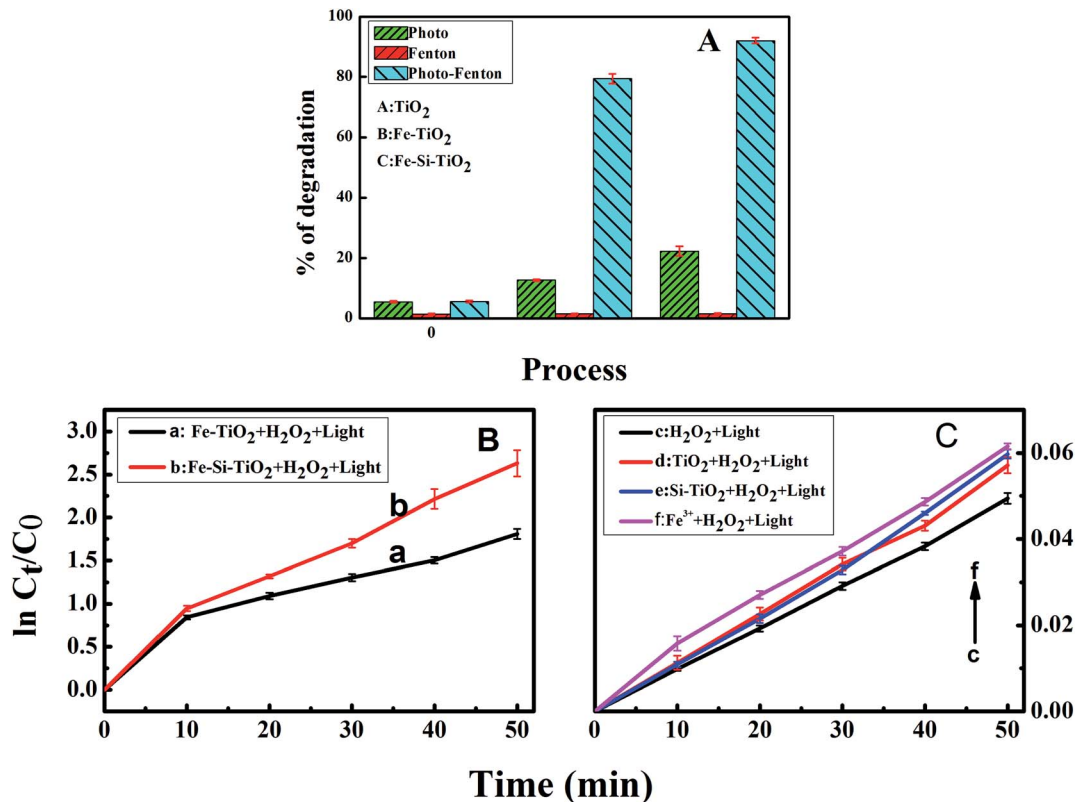 100
80
60
40
20
0
% of degradation
Photo
Fenton
Photo-Fenton
A
A:TiO₂
B:Fe-TiO₂
C:Fe-Si-TiO₂
0
Process
3.0
2.5
2.0
1.5
1.0
0.5
0.0
ln Ct/C0
a: Fe-TiO₂+H₂O₂+Light
b:Fe-Si-TiO₂+H₂O₂+Light
B
b
a
0 10 20 30 40 50
c:H₂O₂+Light
d:TiO₂+H₂O₂+Light
e:Si-TiO₂+H₂O₂+Light
f:Fe³⁺+H₂O₂+Light
C
f
c
0.06
0.04
0.02
0.00
0 10 20 30 40 50
Time (min)